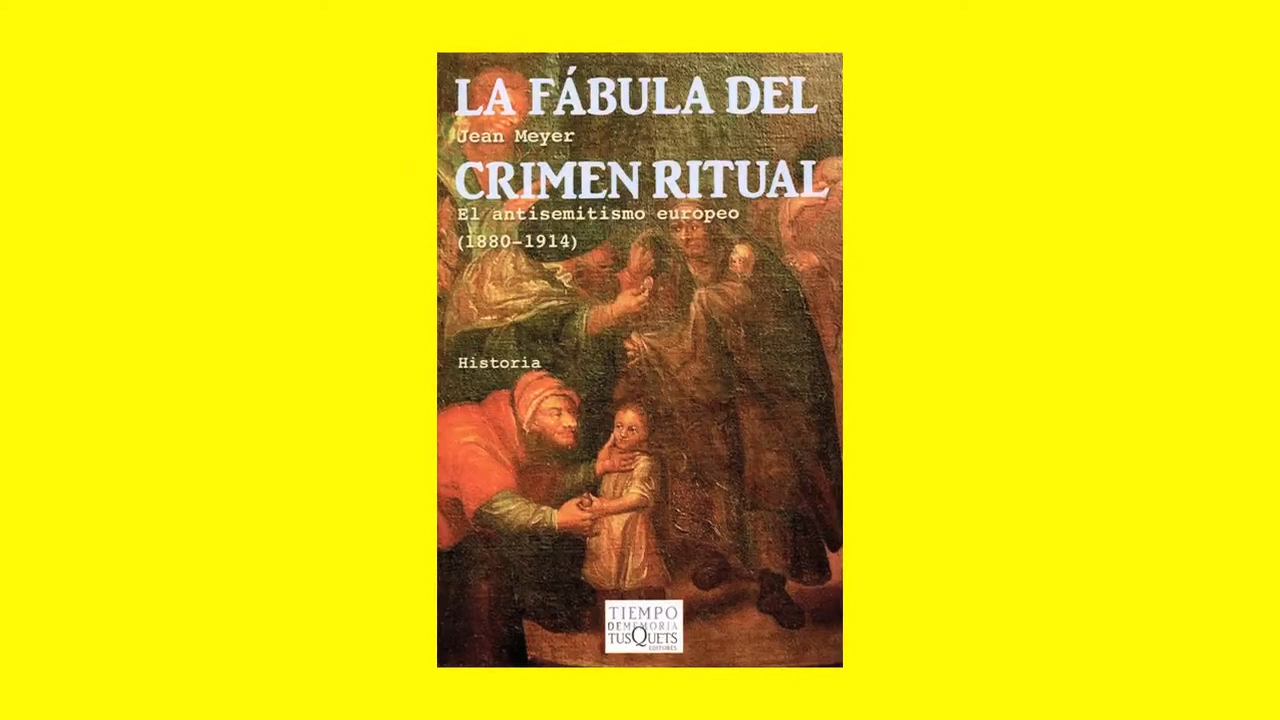 LA FÁBULA DEL
Jean Meyer
CRIMEN RITUAL
El antisemitismo europeo
(1880-1914)
Historia
TIEMPO
DE MEMORIA
TUSQUETS
EDITORES